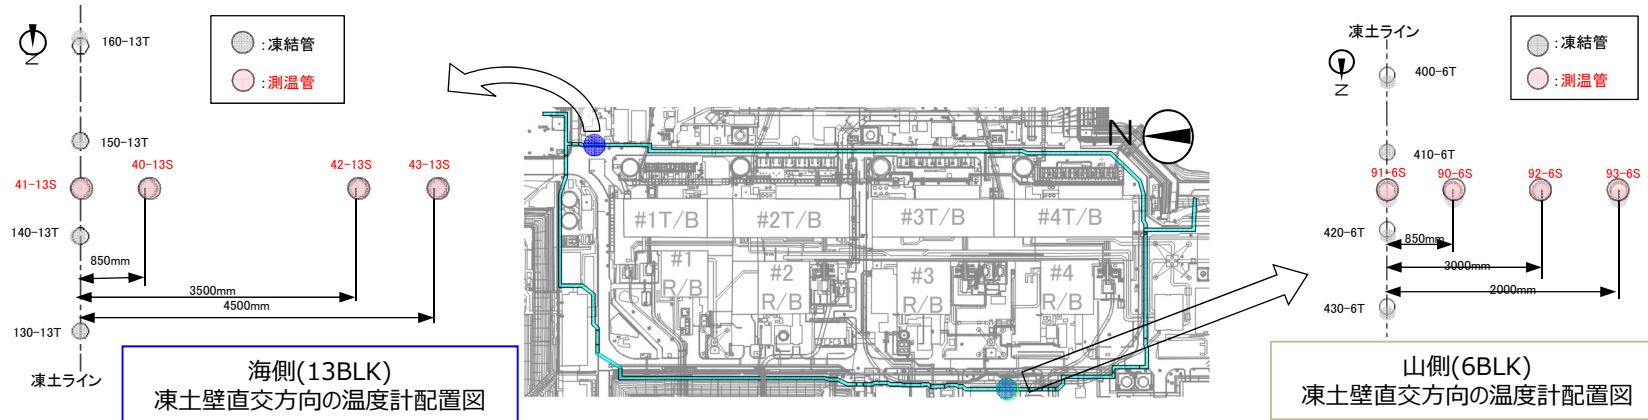 160-13T
:凍結管
:測温管
150-13T
41-13S
40-13S
42-13S
43-13S
140-13T
850mm
3500mm
4500mm
130-13T
凍土ライン
N
海側(13BLK)
凍土壁直交方向の温度計配置図
N
#1T/B
#2T/B
#3T/B
#4T/B
#1
R/B
#2
R/B
#3
R/B
#4
R/B
凍土ライン
N
400-6T
:凍結管
:測温管
410-6T
91-6S
90-6S
92-6S
93-6S
420-6T
850mm
3000mm
2000mm
430-6T
山側(6BLK)
凍土壁直交方向の温度計配置図